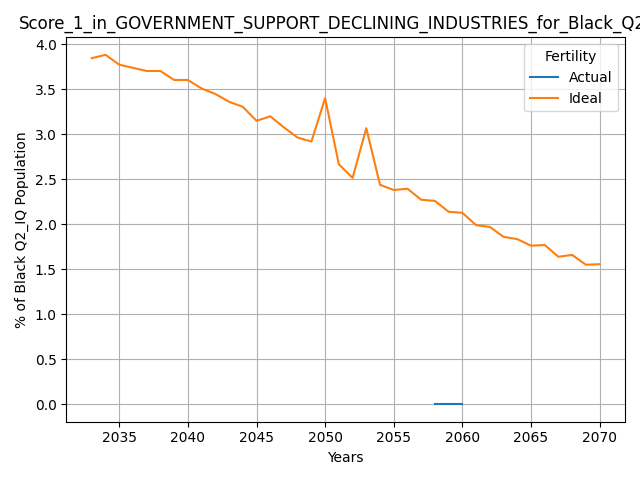 Score_1_in_GOVERNMENT_SUPPORT_DECLINING_INDUSTRIES_for_Black_Q2
Fertility
Actual
Ideal
% of Black Q2_IQ Population
4.0
3.5
3.0
2.5
2.0
1.5
1.0
0.5
0.0
2035 2040 2045 2050 2055 2060 2065 2070
Years